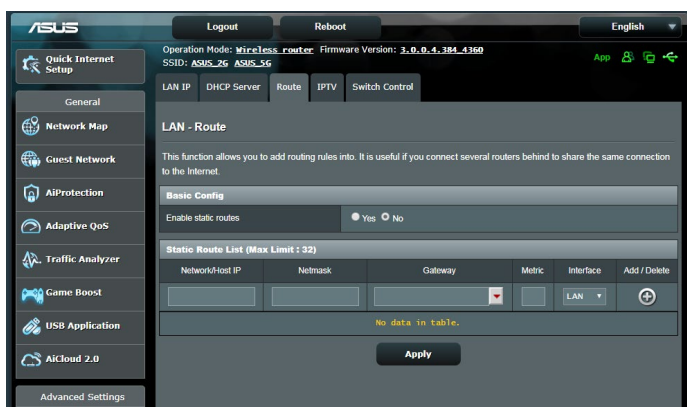 ASUS
Logout
Reboot
English
Quick Internet Setup
Operation Mode: Wireless router Firmware Version: 3.0.0.4.384_4360
SSID: ASUS_2G ASUS_5G
App
General
Network Map
Guest Network
AiProtection
Adaptive QoS
Traffic Analyzer
Game Boost
USB Application
AiCloud 2.0
Advanced Settings
LAN IP
DHCP Server
Route
IPTV
Switch Control
LAN - Route
This function allows you to add routing rules into. It is useful if you connect several routers behind to share the same connection
to the Internet.
Basic Config
Enable static routes
Yes
No
Static Route List (Max Limit : 32)
Network/Host IP
Netmask
Gateway
Metric
Interface
Add / Delete
LAN
No data in table.
Apply